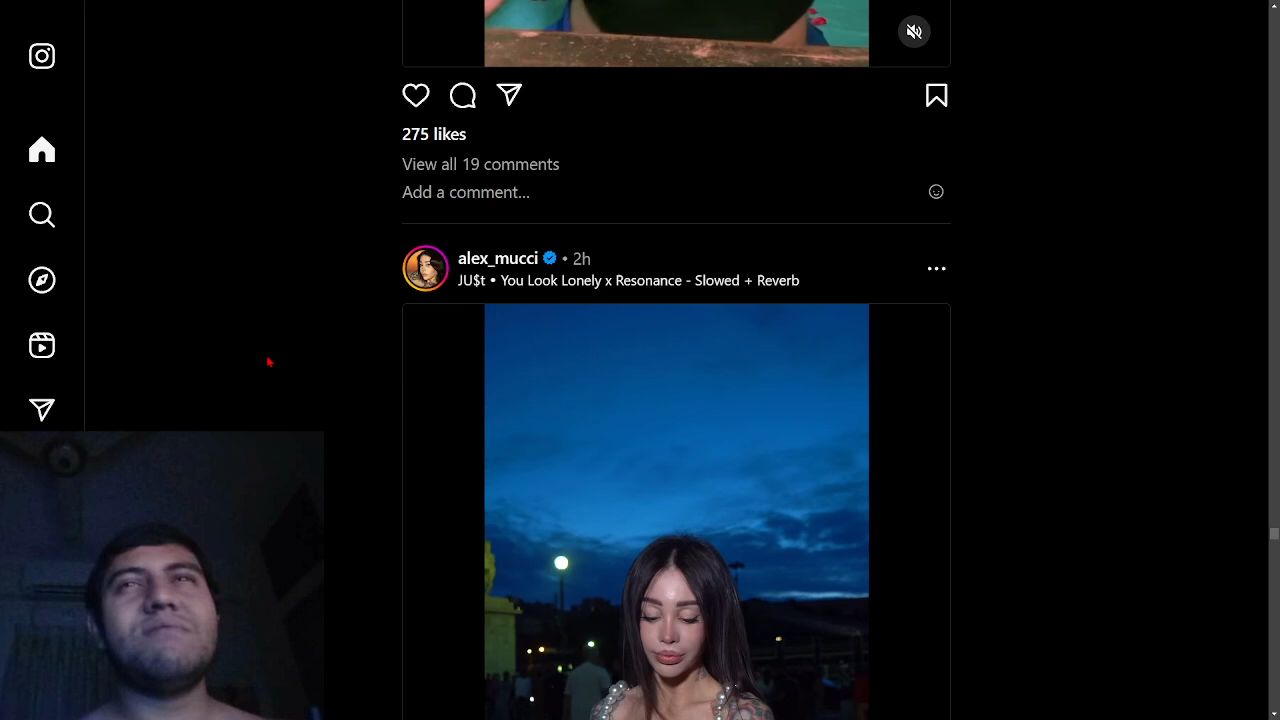 275 likes
View all 19 comments
Add a comment...
alex_mucci • 2h
JU$t • You Look Lonely x Resonance - Slowed + Reverb